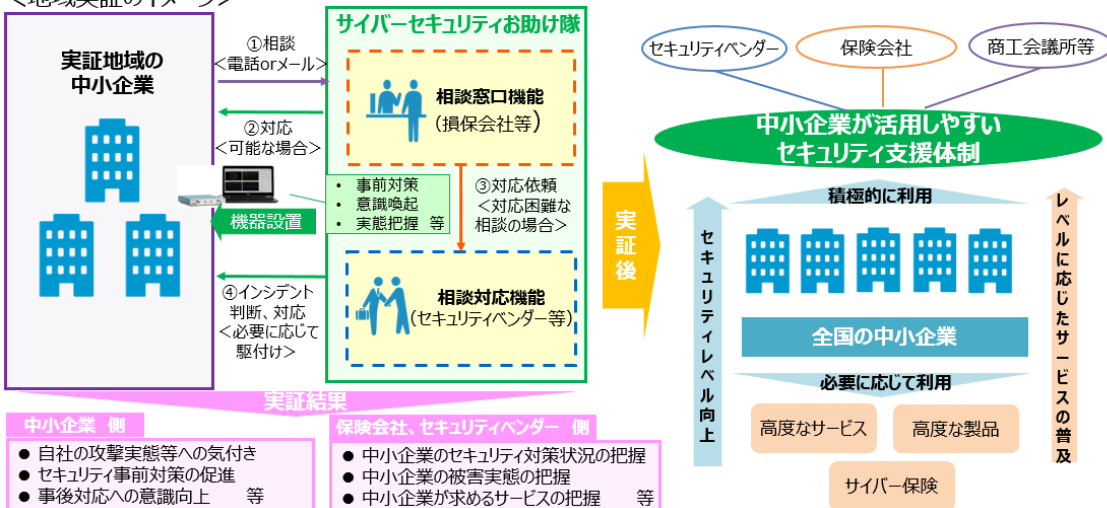 <地域実証のイメージ>
実証地域の
中小企業
①相談
<電話orメール>
②対応
<可能な場合>
機器設置
④インシデント
判断、対応
<必要に応じて
駆付け>
サイバーセキュリティお助け隊
相談窓口機能
(損保会社等)
• 事前対策
• 意識喚起
• 実態把握 等
③対応依頼
<対応困難な
相談の場合>
相談対応機能
(セキュリティベンダー等)
実証結果
中小企業 側
● 自社の攻撃実態等への気付き
● セキュリティ事前対策の促進
● 事後対応への意識向上 等
保険会社、セキュリティベンダー 側
● 中小企業のセキュリティ対策状況の把握
● 中小企業の被害実態の把握
● 中小企業が求めるサービスの把握 等
実証後
セキュリティベンダー
保険会社
商工会議所等
中小企業が活用しやすい
セキュリティ支援体制
積極的に利用
セキュリティレベル向上
全国の中小企業
レベルに応じたサービスの普及
必要に応じて利用
高度なサービス
高度な製品
サイバー保険